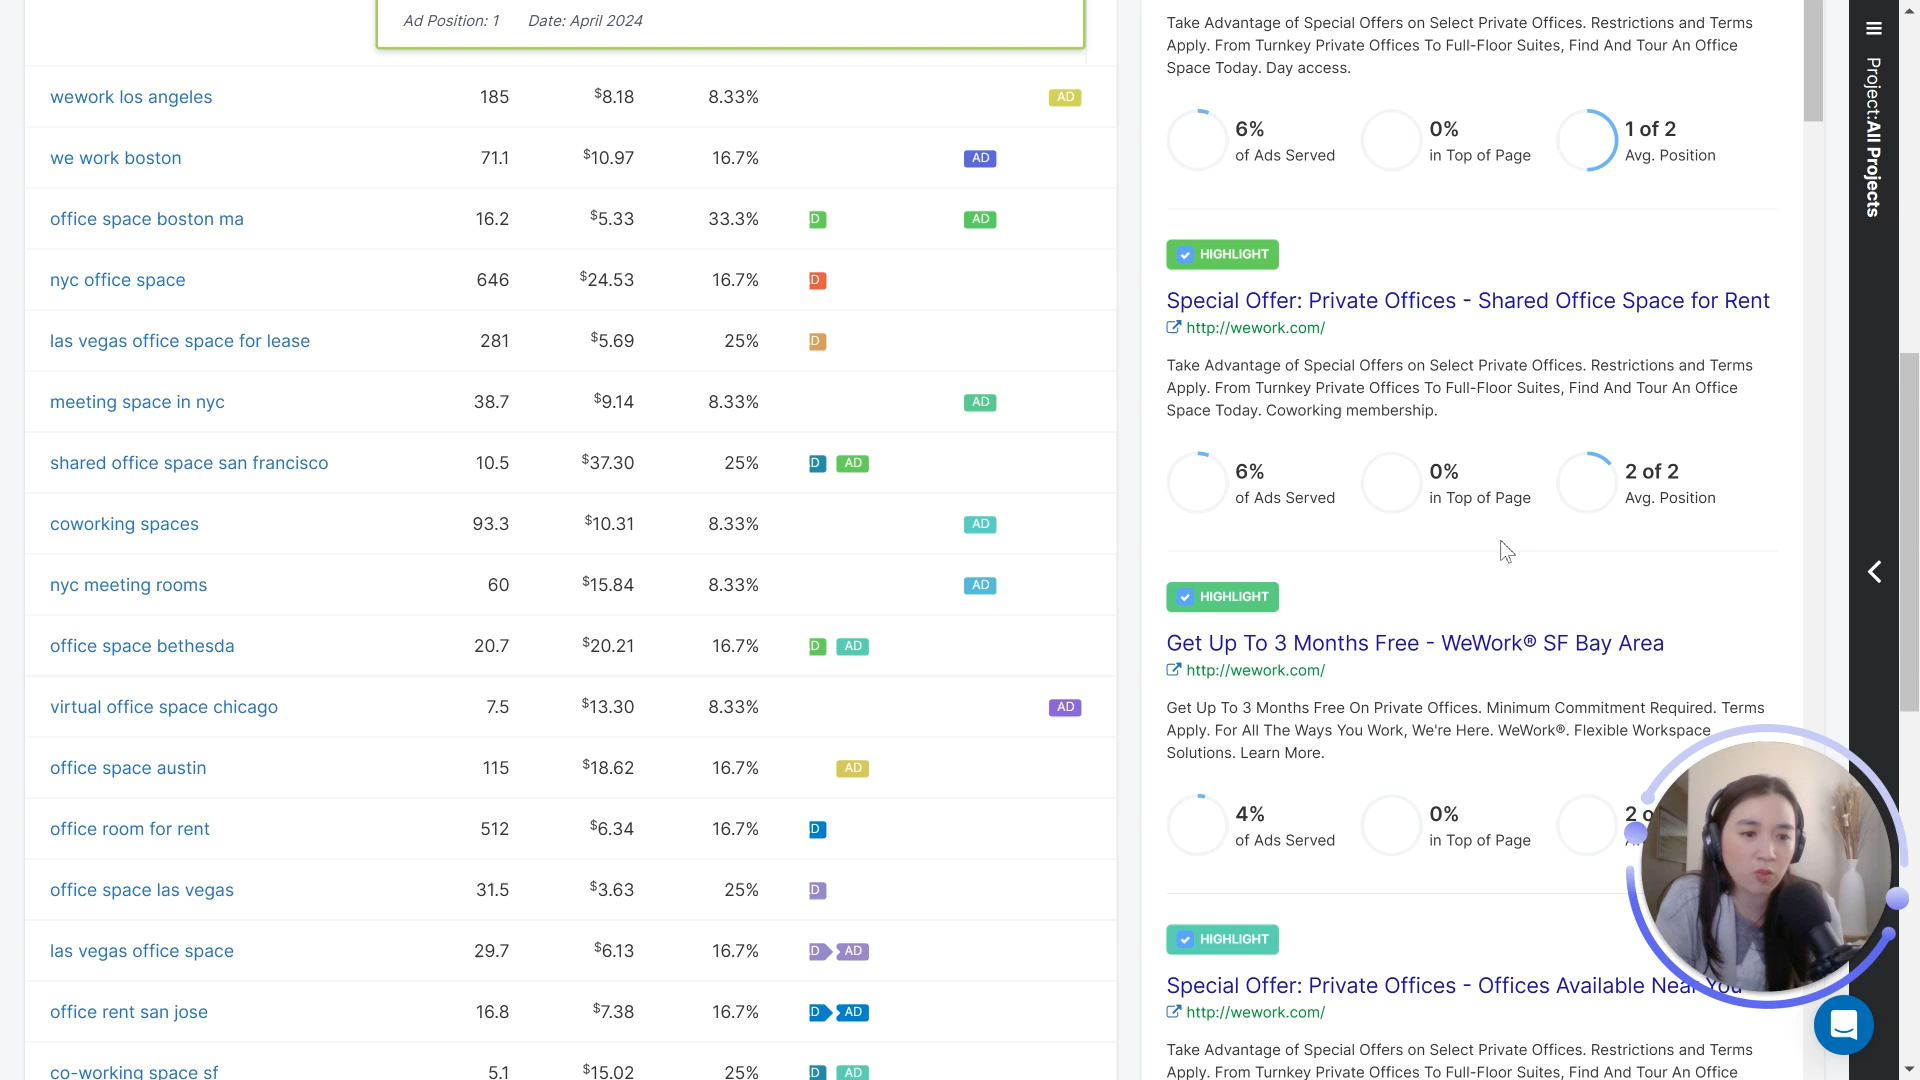 Ad Position: 1 Date: April 2024
wework los angeles 185 $8.18 8.33% AD
we work boston 71.1 $10.97 16.7% AD
office space boston ma 16.2 $5.33 33.3% D AD
nyc office space 646 $24.53 16.7% D
las vegas office space for lease 281 $5.69 25% D
meeting space in nyc 38.7 $9.14 8.33% AD
shared office space san francisco 10.5 $37.30 25% D AD
coworking spaces 93.3 $10.31 8.33% AD
nyc meeting rooms 60 $15.84 8.33% AD
office space bethesda 20.7 $20.21 16.7% D AD
virtual office space chicago 7.5 $13.30 8.33% AD
office space austin 115 $18.62 16.7% AD
office room for rent 512 $6.34 16.7% D
office space las vegas 31.5 $3.63 25% D
las vegas office space 29.7 $6.13 16.7% D AD
office rent san jose 16.8 $7.38 16.7% D AD
co-working space sf 5.1 $15.02 25% D AD
Take Advantage of Special Offers on Select Private Offices. Restrictions and Terms
Apply. From Turnkey Private Offices To Full-Floor Suites, Find And Tour An Office
Space Today. Day access.
6% 0% 1 of 2
of Ads Served in Top of Page Avg. Position
HIGHLIGHT
Special Offer: Private Offices - Shared Office Space for Rent
http://wework.com/
Take Advantage of Special Offers on Select Private Offices. Restrictions and Terms
Apply. From Turnkey Private Offices To Full-Floor Suites, Find And Tour An Office
Space Today. Coworking membership.
6% 0% 2 of 2
of Ads Served in Top of Page Avg. Position
HIGHLIGHT
Get Up To 3 Months Free - WeWork® SF Bay Area
http://wework.com/
Get Up To 3 Months Free On Private Offices. Minimum Commitment Required. Terms
Apply. For All The Ways You Work, We're Here. WeWork®. Flexible Workspace
Solutions. Learn More.
4% 0% 2
of Ads Served in Top of Page
HIGHLIGHT
Special Offer: Private Offices - Offices Available Near You
http://wework.com/
Take Advantage of Special Offers on Select Private Offices. Restrictions and Terms
Apply. From Turnkey Private Offices To Full-Floor Suites, Find And Tour An Office
Project:All Projects